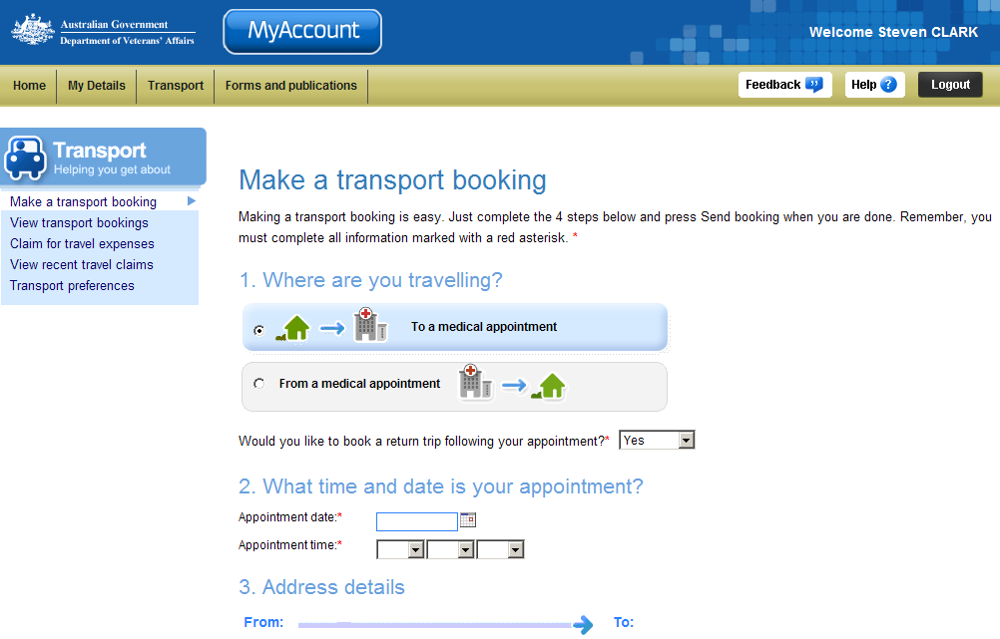 Australian Government
Department of Veterans' Affairs
MyAccount
Welcome Steven CLARK
Home My Details Transport Forms and publications Feedback Help ? Logout
Transport
Helping you get about
Make a transport booking
View transport bookings
Claim for travel expenses
View recent travel claims
Transport preferences
Make a transport booking
Making a transport booking is easy. Just complete the 4 steps below and press Send booking when you are done. Remember, you
must complete all information marked with a red asterisk. *
1. Where are you travelling?
To a medical appointment
From a medical appointment
Would you like to book a return trip following your appointment?* Yes
2. What time and date is your appointment?
Appointment date:*
Appointment time:*
3. Address details
From: To: